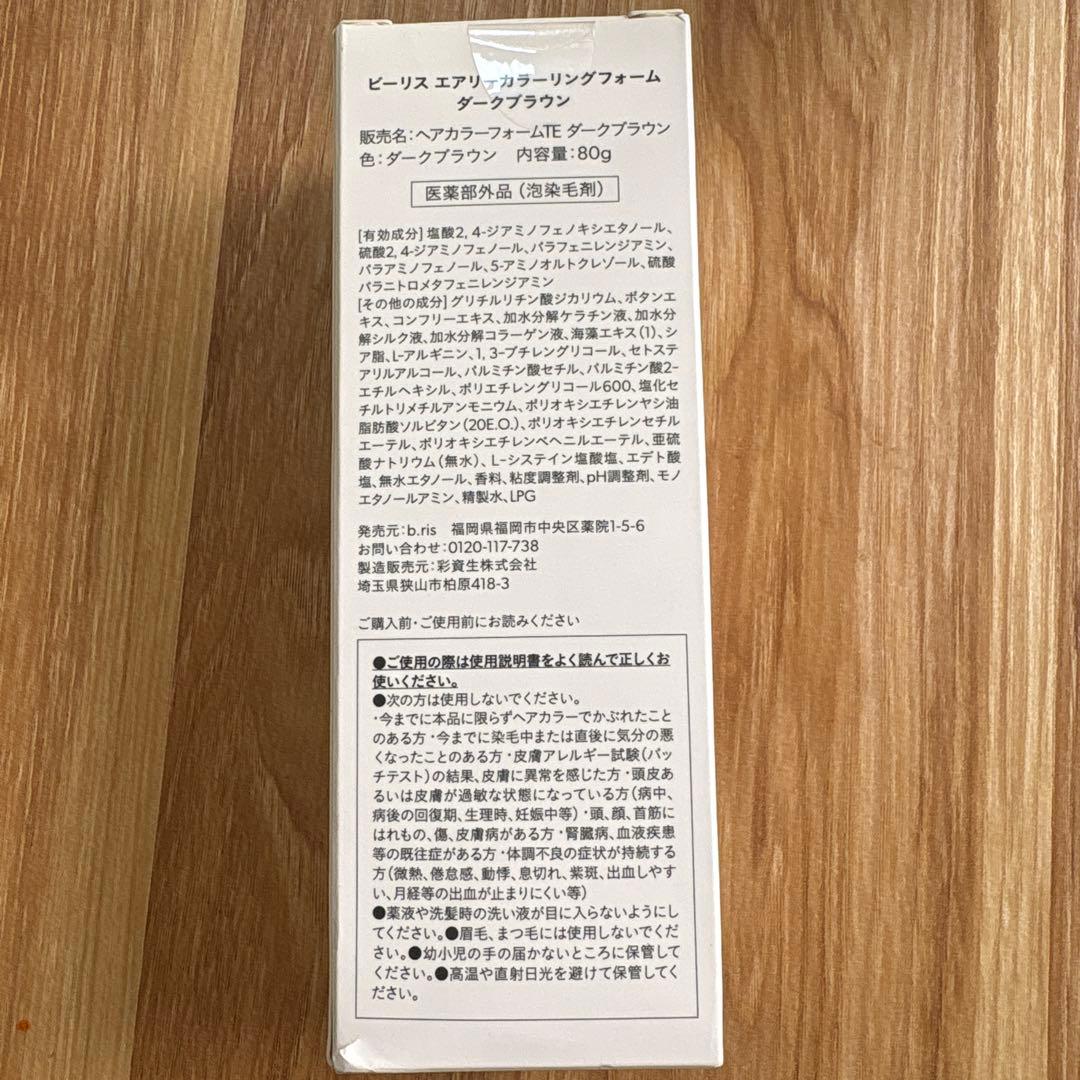 ビーリス エアリーカラーリングフォーム
ダークブラウン
販売名:ヘアカラーフォームTE ダークブラウン
色:ダークブラウン 内容量:80g
医薬部外品(泡染毛剤)
[有効成分]塩酸2, 4-ジアミノフェノキシエタノール、
硫酸2, 4-ジアミノフェノール、パラフェニレンジアミン、
パラアミノフェノール、5-アミノオルトクレゾール、硫酸
パラニトロメタフェニレンジアミン
[その他の成分]グリチルリチン酸ジカリウム、ボタンエ
キス、コンフリーエキス、加水分解ケラチン液、加水分
解シルク液、加水分解コラーゲン液、海藻エキス(1)、シ
ア脂、L-アルギニン、1, 3-ブチレングリコール、セトステ
アリルアルコール、パルミチン酸セチル、パルミチン酸2-
エチルヘキシル、ポリエチレングリコール600、塩化セ
チルトリメチルアンモニウム、ポリオキシエチレンヤシ油
脂肪酸ソルビタン(20E.O.)、ポリオキシエチレンセチル
エーテル、ポリオキシエチレンベヘニルエーテル、亜硫
酸ナトリウム(無水)、L-システイン塩酸塩、エデト酸
塩、無水エタノール、香料、粘度調整剤、pH調整剤、モノ
エタノールアミン、精製水、LPG
発売元:b.ris 福岡県福岡市中央区薬院1-5-6
お問い合わせ:0120-117-738
製造販売元:彩資生株式会社
埼玉県狭山市柏原418-3
ご購入前・ご使用前にお読みください
●ご使用の際は使用説明書をよく読んで正しくお
使いください。
●次の方は使用しないでください。
・今までに本品に限らずヘアカラーでかぶれたこと
のある方・今までに染毛中または直後に気分の悪
くなったことのある方・皮膚アレルギー試験(パッ
チテスト)の結果、皮膚に異常を感じた方・頭皮あ
るいは皮膚が過敏な状態になっている方(病中、
病後の回復期、生理時、妊娠中等)・頭、顔、首筋に
はれもの、傷、皮膚病がある方・腎臓病、血液疾患
等の既往症がある方・体調不良の症状が持続する
方(微熱、倦怠感、動悸、息切れ、紫斑、出血しやす
い、月経等の出血が止まりにくい等)
●薬液や洗髪時の洗い液が目に入らないようにし
てください。●眉毛、まつ毛には使用しないでくだ
さい。●幼小児の手の届かないところに保管して
ください。●高温や直射日光を避けて保管してく
ださい。